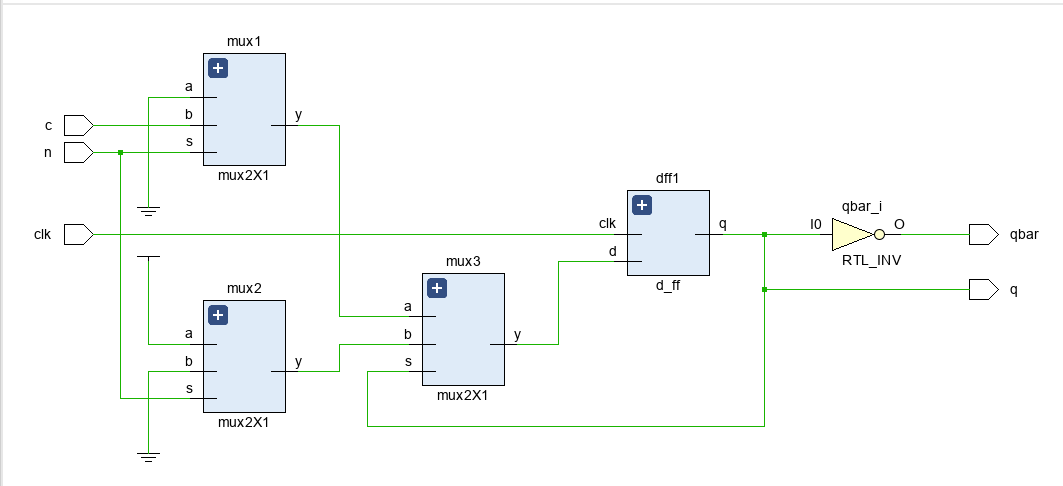 mux1
a
c
b
y
n
s
mux2X1
dff1
qbar_i
clk
clk
q
I0
O
qbar
d
mux3
RTL_INV
mux2
d_ff
q
a
a
b
y
b
y
s
s
mux2X1
mux2X1